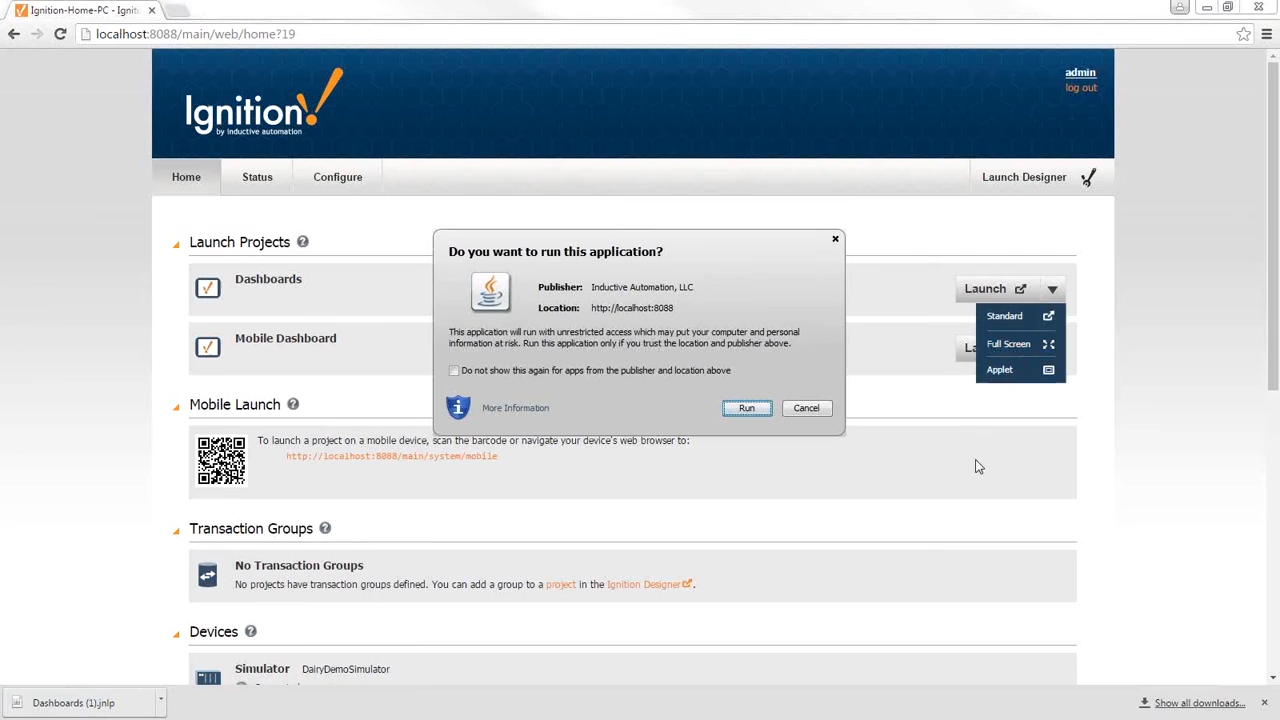 Ignition-Home-PC - Igniti
localhost:8088/main/web/home?19
Ignition!
by inductive automation
admin
log out
Home
Status
Configure
Launch Designer
Launch Projects
Dashboards
Launch
Standard
Full Screen
Applet
Mobile Dashboard
La
Do you want to run this application?
Publisher: Inductive Automation, LLC
Location: http://localhost:8088
This application will run with unrestricted access which may put your computer and personal
information at risk. Run this application only if you trust the location and publisher above.
Do not show this again for apps from the publisher and location above
More Information
Run
Cancel
Mobile Launch
To launch a project on a mobile device, scan the barcode or navigate your device's web browser to:
http://localhost:8088/main/system/mobile
Transaction Groups
No Transaction Groups
No projects have transaction groups defined. You can add a group to a project in the Ignition Designer.
Devices
Simulator DairyDemoSimulator
Dashboards (1).jnlp
Show all downloads...